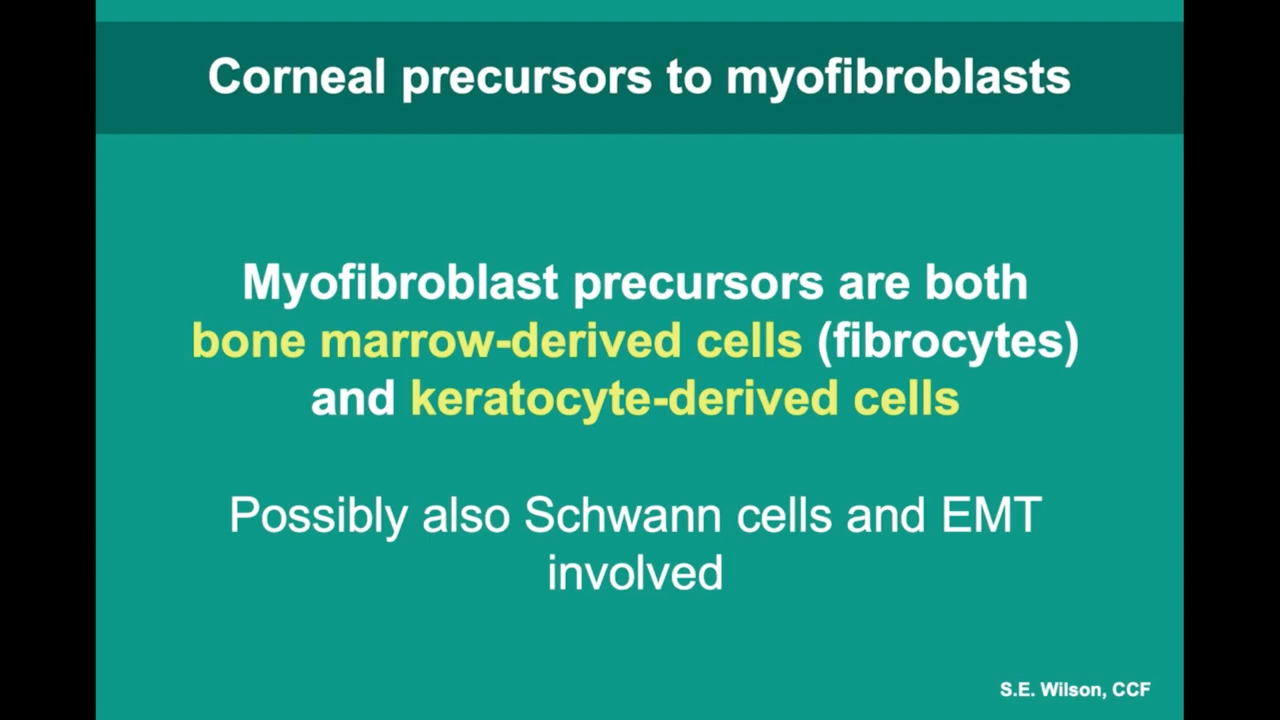 Corneal precursors to myofibroblasts
Myofibroblast precursors are both
bone marrow-derived cells (fibrocytes)
and keratocyte-derived cells
Possibly also Schwann cells and EMT
involved
S.E. Wilson, CCF